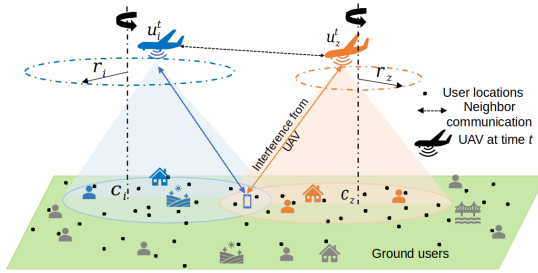 u_i^t
u_z^t
r_i
r_z
User locations
Neighbor
communication
UAV at time t
Interference from
UAV
C_i
C_z
Ground users